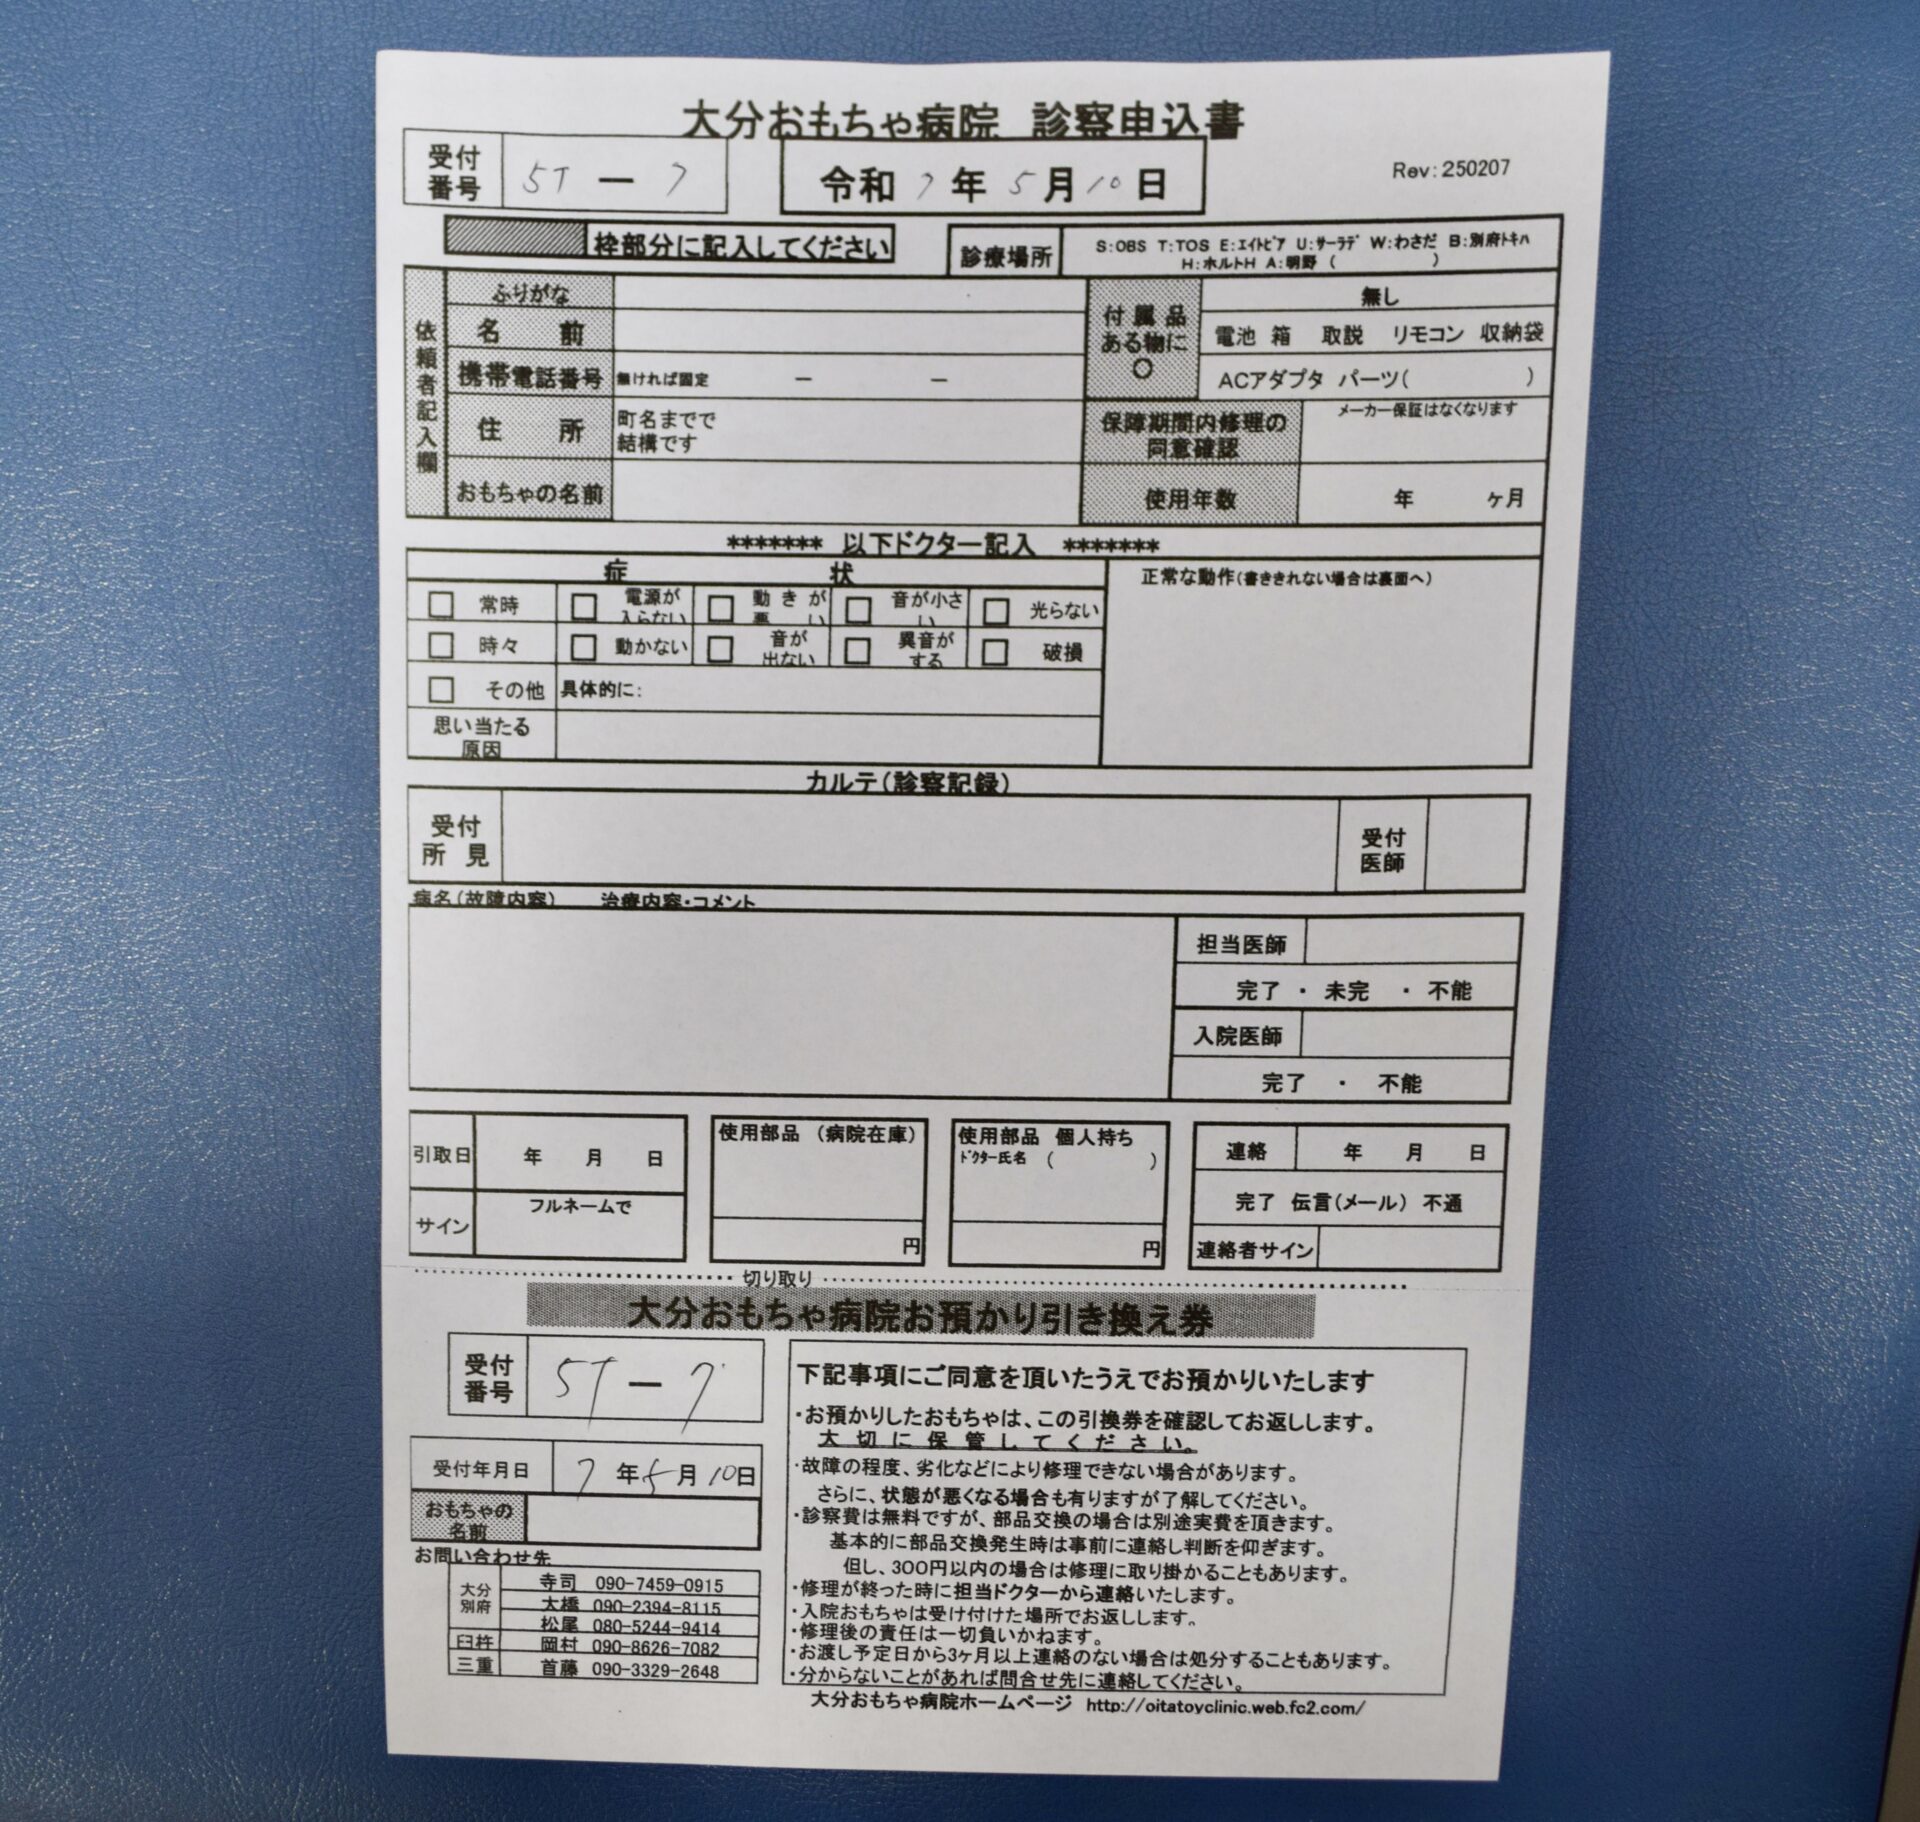 大分おもちゃ病院 診察申込書
受付番号 5T ー 7
令和 7 年 5 月 10 日
Rev:250207
枠部分に記入してください
診療場所 S:OBS T:TOS E:エイトピア U:サーラデ W:わさだ B:別府トキハ
H:ホルトH A:明野 ( )
依頼者記入欄
ふりがな
名 前
携帯電話番号 無ければ固定 ー ー
住 所 町名までで
結構です
おもちゃの名前
付属品
ある物に
○
無し
電池 箱 取説 リモコン 収納袋
ACアダプタ パーツ( )
保障期間内修理の
同意確認
メーカー保証はなくなります
使用年数 年 ヶ月
******* 以下ドクター記入 *******
症 状
□ 常時 □ 電源が入らない □ 動きが悪い □ 音が小さい □ 光らない
□ 時々 □ 動かない □ 音が出ない □ 異音がする □ 破損
□ その他 具体的に:
思い当たる
原因
正常な動作(書ききれない場合は裏面へ)
カルテ(診察記録)
受付
所 見
受付
医師
病名(故障内容) 治療内容・コメント
担当医師
完了 ・ 未完 ・ 不能
入院医師
完了 ・ 不能
引取日 年 月 日
サイン フルネームで
使用部品 (病院在庫)
円
使用部品 個人持ち
ドクター氏名 ( )
円
連絡 年 月 日
完了 伝言(メール) 不通
連絡者サイン
切り取り
大分おもちゃ病院お預かり引き換え券
受付
番号 5T ー 7
受付年月日 7 年 5 月 10 日
おもちゃの
名前
お問い合わせ先
大分
別府
寺司 090-7459-0915
大橋 090-2394-8115
松尾 080-5244-9414
臼杵 岡村 090-8626-7082
三重 首藤 090-3329-2648
下記事項にご同意を頂いたうえでお預かりいたします
・お預かりしたおもちゃは、この引換券を確認してお返しします。
大切に保管してください。
・故障の程度、劣化などにより修理できない場合があります。
さらに、状態が悪くなる場合も有りますが了解してください。
・診察費は無料ですが、部品交換の場合は別途実費を頂きます。
基本的に部品交換発生時は事前に連絡し判断を仰ぎます。
但し、300円以内の場合は修理に取り掛かることもあります。
・修理が終った時に担当ドクターから連絡いたします。
・入院おもちゃは受け付けた場所でお返しします。
・修理後の責任は一切負いかねます。
・お渡し予定日から3ヶ月以上連絡のない場合は処分することもあります。
・分からないことがあれば問合せ先に連絡してください。
大分おもちゃ病院ホームページ http://oitatoyclinic.web.fc2.com/